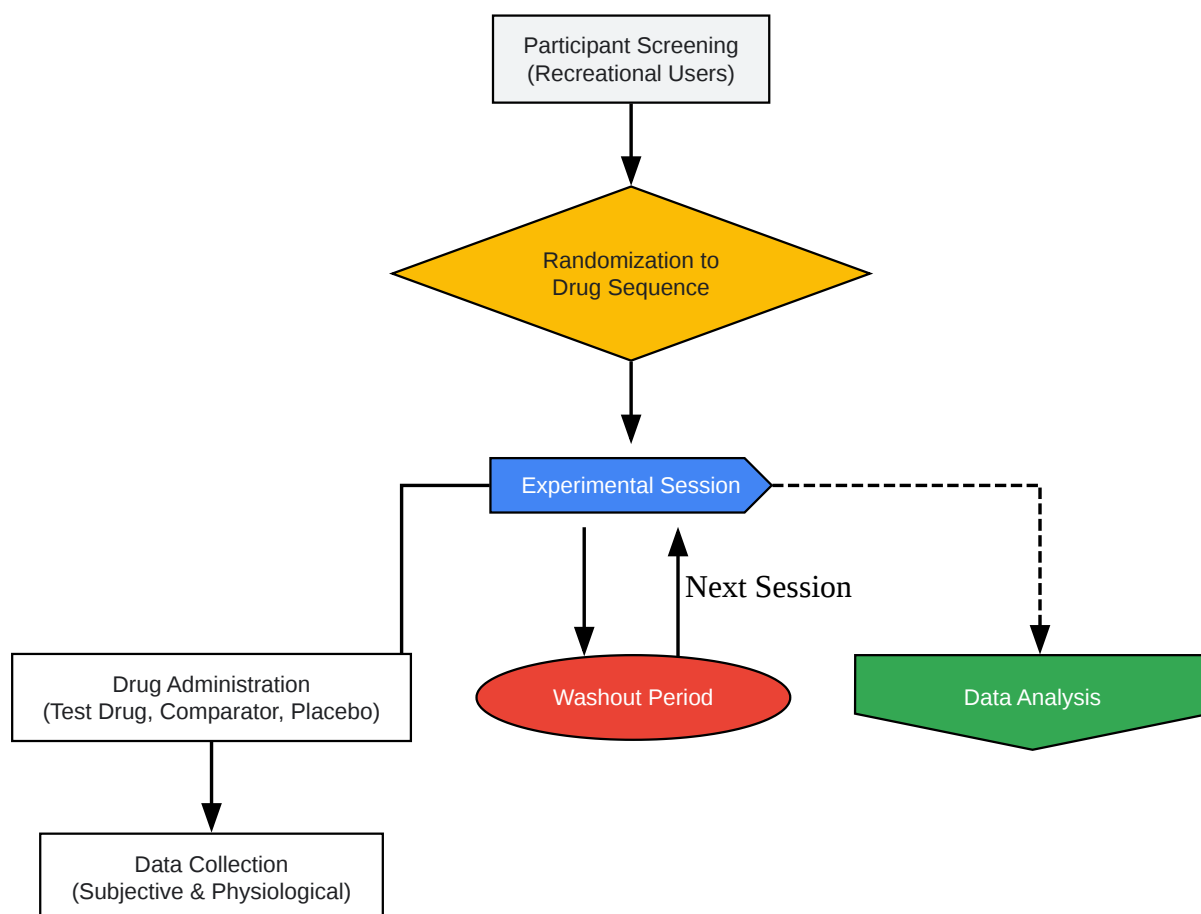 Participant Screening
(Recreational Users)
Randomization to
Drug Sequence
Experimental Session
Next Session
Drug Administration
(Test Drug, Comparator, Placebo)
Washout Period
Data Analysis
Data Collection
(Subjective & Physiological)